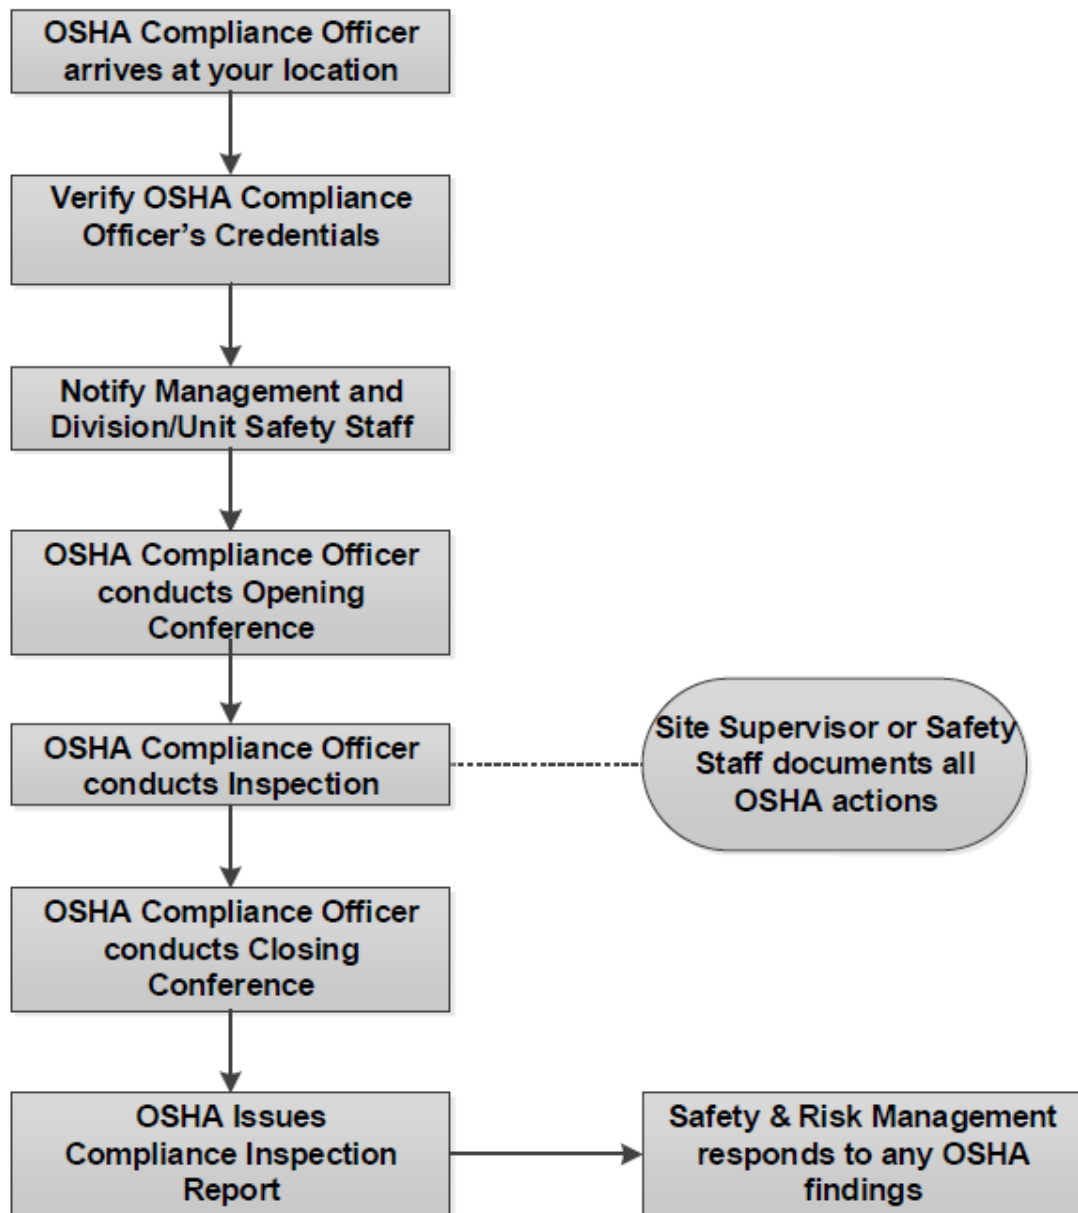 OSHA Compliance Officer
arrives at your location
Verify OSHA Compliance
Officer’s Credentials
Notify Management and
Division/Unit Safety Staff
OSHA Compliance Officer
conducts Opening
Conference
OSHA Compliance Officer
conducts Inspection
Site Supervisor or Safety
Staff documents all
OSHA actions
OSHA Compliance Officer
conducts Closing
Conference
OSHA Issues
Compliance Inspection
Report
Safety & Risk Management
responds to any OSHA
findings